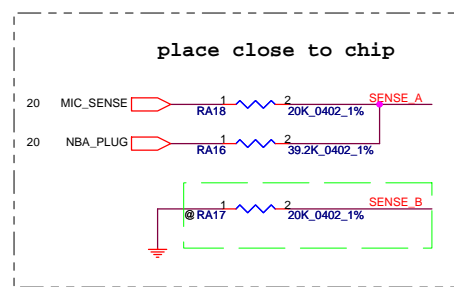 place close to chip
20 MIC_SENSE 1 2 SENSE_A
RA18 20K_0402_1%
20 NBA_PLUG 1 2
RA16 39.2K_0402_1%
1 2 SENSE_B
@ RA17 20K_0402_1%